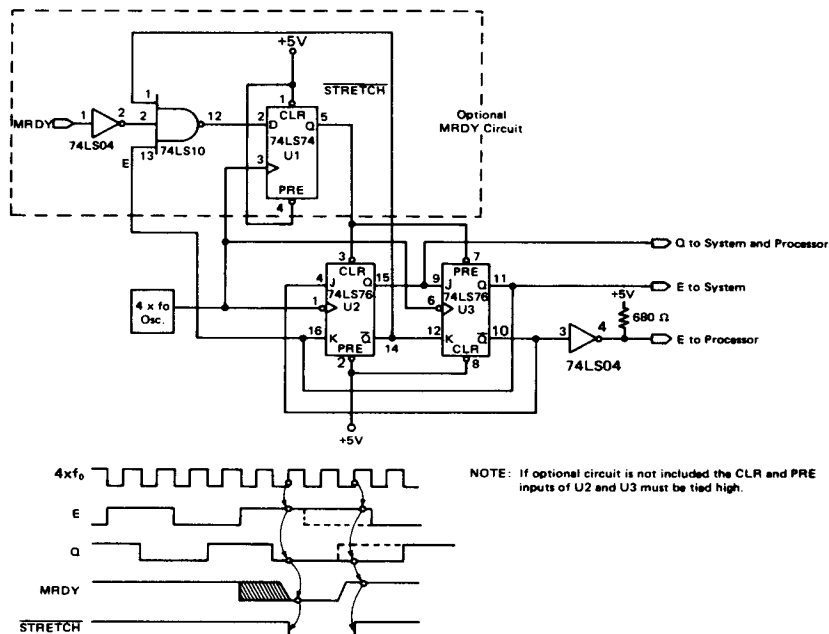 +5V
1
CLR
STRETCH
Optional
MRDY Circuit
MRDY
1
2
1
2
13
12
E
74LS04
74LS10
2
D
Q
5
74LS74
U1
3
PRE
4
4 x fo
Osc.
3
CLR
4
J
15
74LS76
U2
1
16
K
Q
14
PRE
2
7
PRE
9
J
Q
11
74LS76
U3
6
12
K
Q
10
CLR
8
+5V
Q to System and Processor
E to System
+5V
680 Ω
3
4
E to Processor
74LS04
4xfo
E
Q
MRDY
STRETCH
NOTE: If optional circuit is not included the CLR and PRE
inputs of U2 and U3 must be tied high.